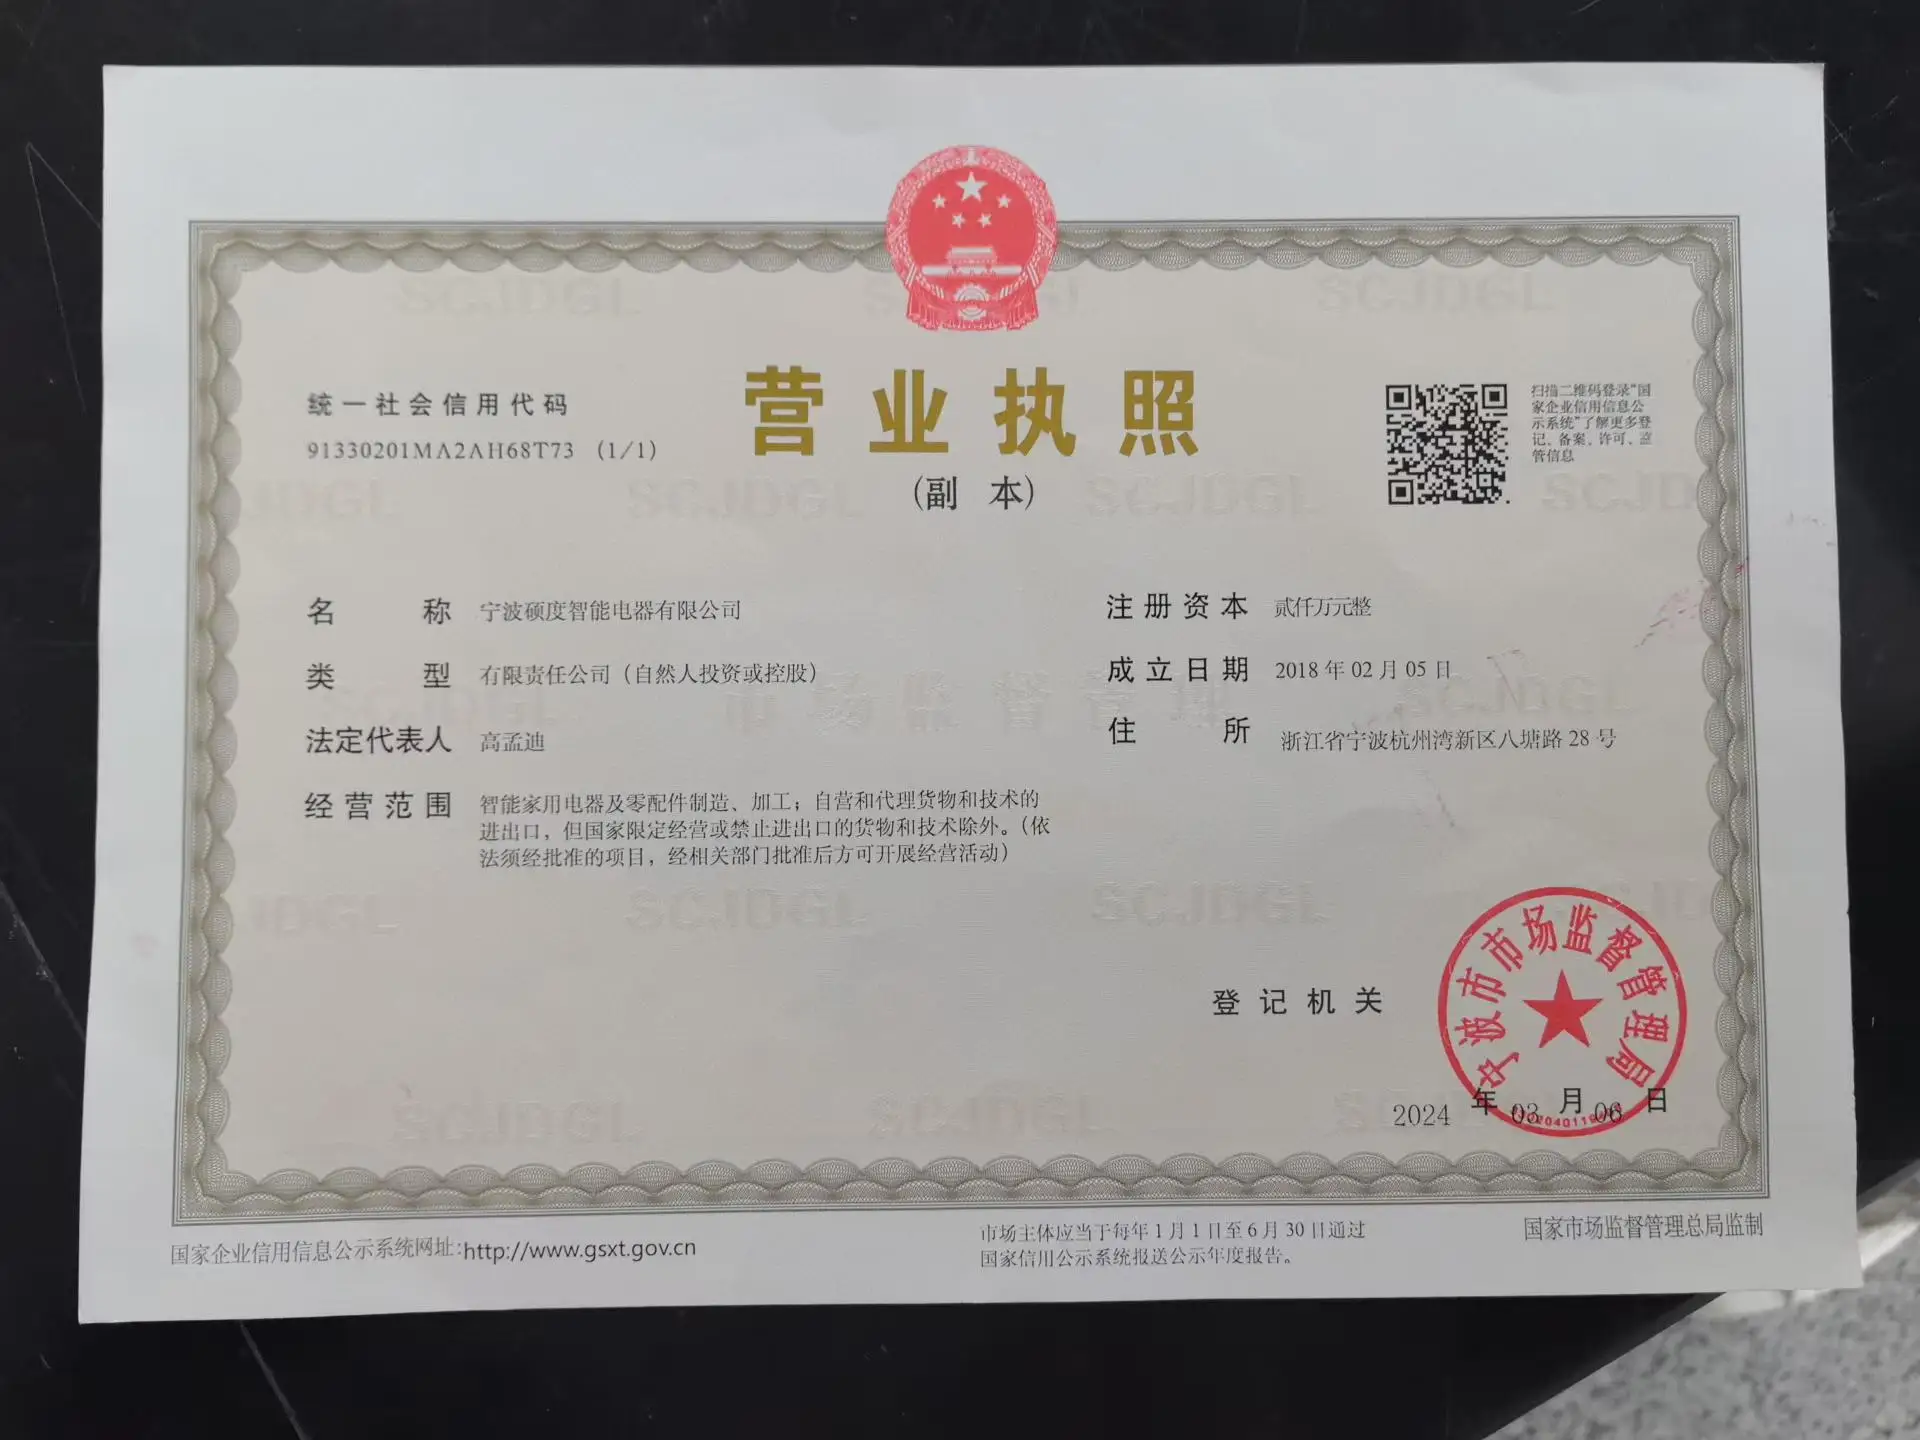 统一社会信用代码
91330201MA2AH68T73 (1/1)
营业执照
(副 本)
扫描二维码登录"国
家企业信用信息公
示系统"了解更多登
记、备案、许可、监
管信息
名称 宁波硕度智能电器有限公司
类型 有限责任公司（自然人投资或控股）
法定代表人 高孟迪
经营范围 智能家用电器及零配件制造、加工；自营和代理货物和技术的
进出口，但国家限定经营或禁止进出口的货物和技术除外。（依
法须经批准的项目，经相关部门批准后方可开展经营活动）
注册资本 贰仟万元整
成立日期 2018 年 02 月 05 日
住所 浙江省宁波杭州湾新区八塘路 28 号
登记机关
宁波市市场监督管理局
2024 年 03 月 06 日
国家企业信用信息公示系统网址:http://www.gsxt.gov.cn
市场主体应当于每年 1 月 1 日至 6 月 30 日通过
国家信用公示系统报送公示年度报告。
国家市场监督管理总局监制
SCJDGL
市场监督管理